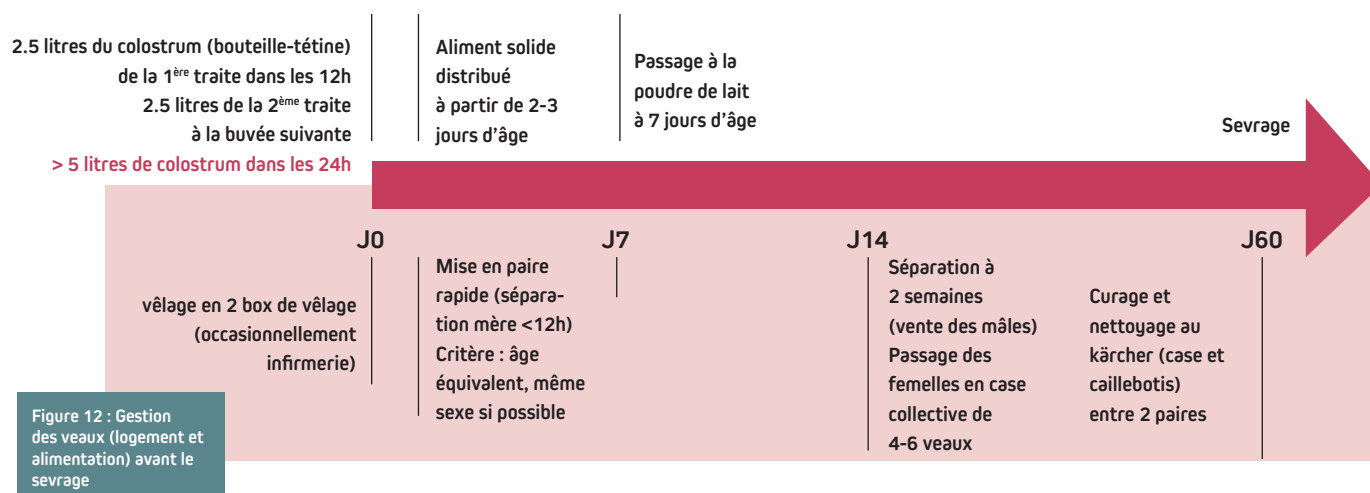 2.5 litres du colostrum (bouteille-tétine)
de la 1ère traite dans les 12h
2.5 litres de la 2ème traite
à la buvée suivante
> 5 litres de colostrum dans les 24h
Aliment solide
distribué
à partir de 2-3
jours d'âge
Passage à la
poudre de lait
à 7 jours d'âge
Sevrage
J0
J7
J14
J60
vêlage en 2 box de vêlage
(occasionnellement
infirmerie)
Mise en paire
rapide (sépara-
tion mère <12h)
Critère : âge
équivalent, même
sexe si possible
Séparation à
2 semaines
(vente des mâles)
Passage des
femelles en case
collective de
4-6 veaux
Curage et
nettoyage au
kärcher (case et
caillebotis)
entre 2 paires
Figure 12 : Gestion
des veaux (logement et
alimentation) avant le
sevrage